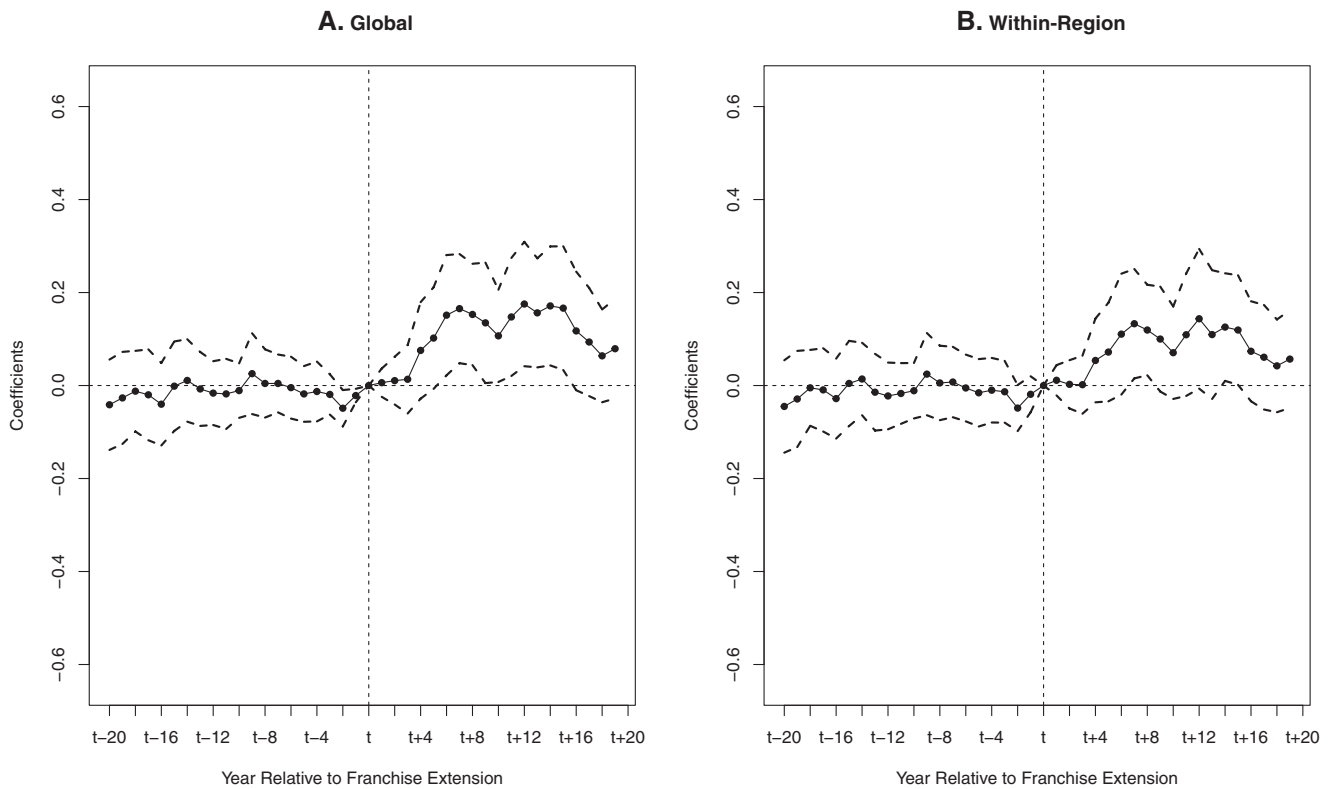 A. Global
Coefficients
0.6
0.4
0.2
0.0
−0.2
−0.4
−0.6
t−20 t−16 t−12 t−8 t−4 t t+4 t+8 t+12 t+16 t+20
Year Relative to Franchise Extension
B. Within-Region
Coefficients
0.6
0.4
0.2
0.0
−0.2
−0.4
−0.6
t−20 t−16 t−12 t−8 t−4 t t+4 t+8 t+12 t+16 t+20
Year Relative to Franchise Extension